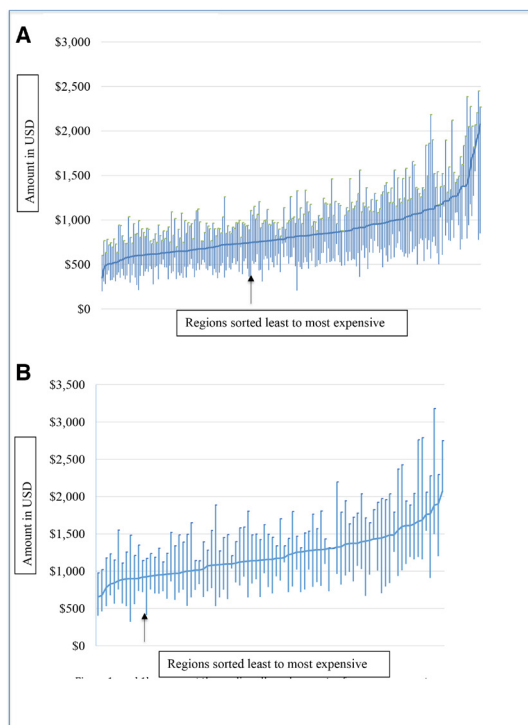 A
$3,000
$2,500
$2,000
$1,500
$1,000
$500
$0
Amount in USD
Regions sorted least to most expensive
B
$3,500
$3,000
$2,500
$2,000
$1,500
$1,000
$500
$0
Amount in USD
Regions sorted least to most expensive